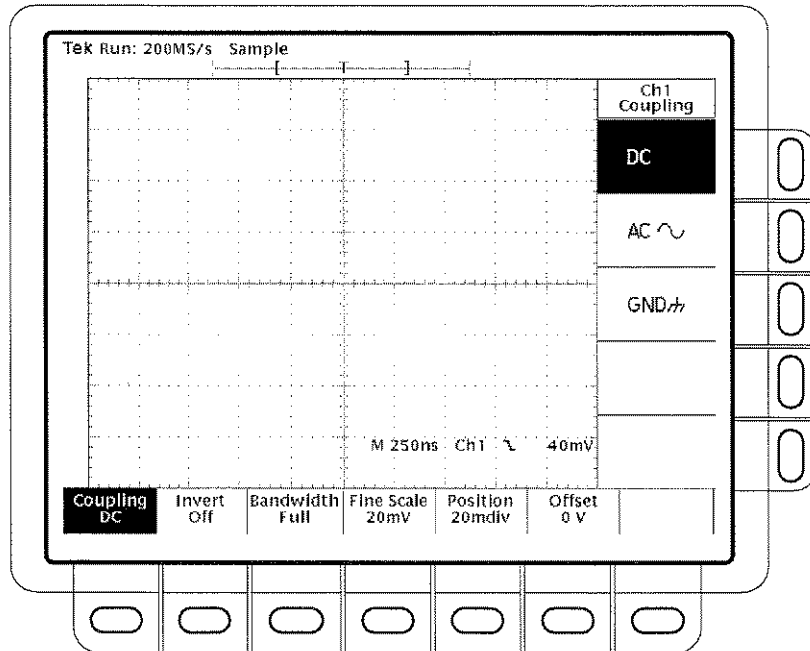 Tek Run: 200MS/s Sample
Ch1
Coupling
DC
AC
GND
M 250ns Ch1 40mV
Coupling
DC
Invert
Off
Bandwidth
Full
Fine Scale
20mV
Position
20mdiv
Offset
0 V